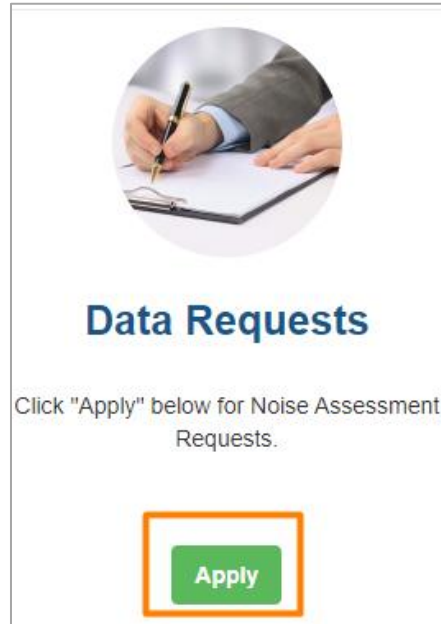 Data Requests
Click "Apply" below for Noise Assessment
Requests.
Apply